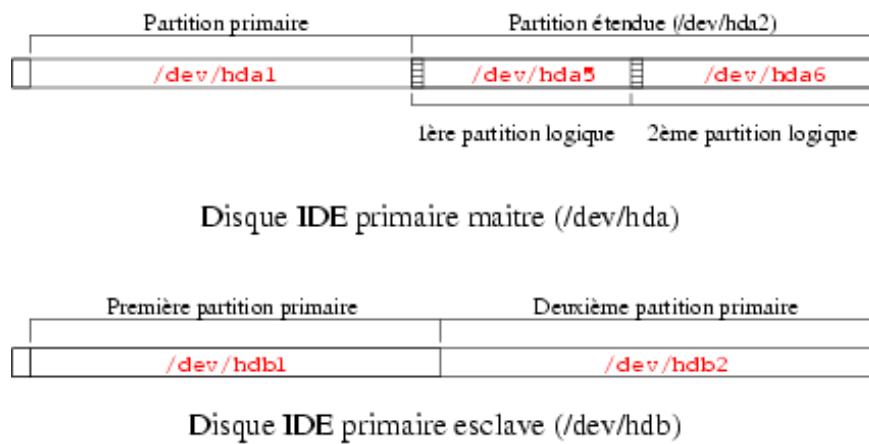 Partition primaire Partition étendue (/dev/hda2)
/dev/hda1 /dev/hda5 /dev/hda6
1ère partition logique 2ème partition logique
Disque IDE primaire maitre (/dev/hda)
Première partition primaire Deuxième partition primaire
/dev/hdb1 /dev/hdb2
Disque IDE primaire esclave (/dev/hdb)